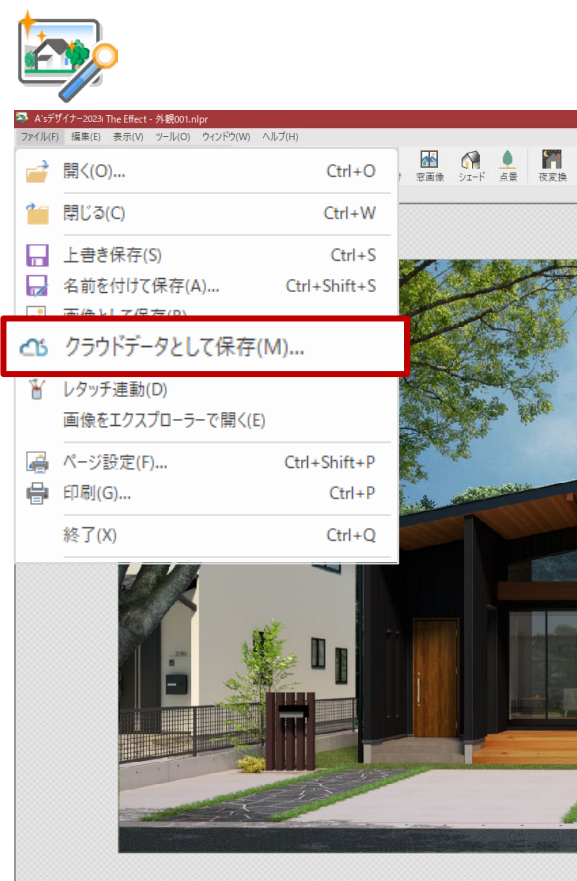 A'sデザイナー2023i The Effect - 外観001.nlpr
ファイル(F) 編集(E) 表示(V) ツール(O) ウィンドウ(W) ヘルプ(H)
窓画像 シェード 点景 夜変換
開く(O)... Ctrl+O
閉じる(C) Ctrl+W
上書き保存(S) Ctrl+S
名前を付けて保存(A)... Ctrl+Shift+S
クラウドデータとして保存(M)...
レタッチ連動(D)
画像をエクスプローラーで開く(E)
ページ設定(F)... Ctrl+Shift+P
印刷(G)... Ctrl+P
終了(X) Ctrl+Q